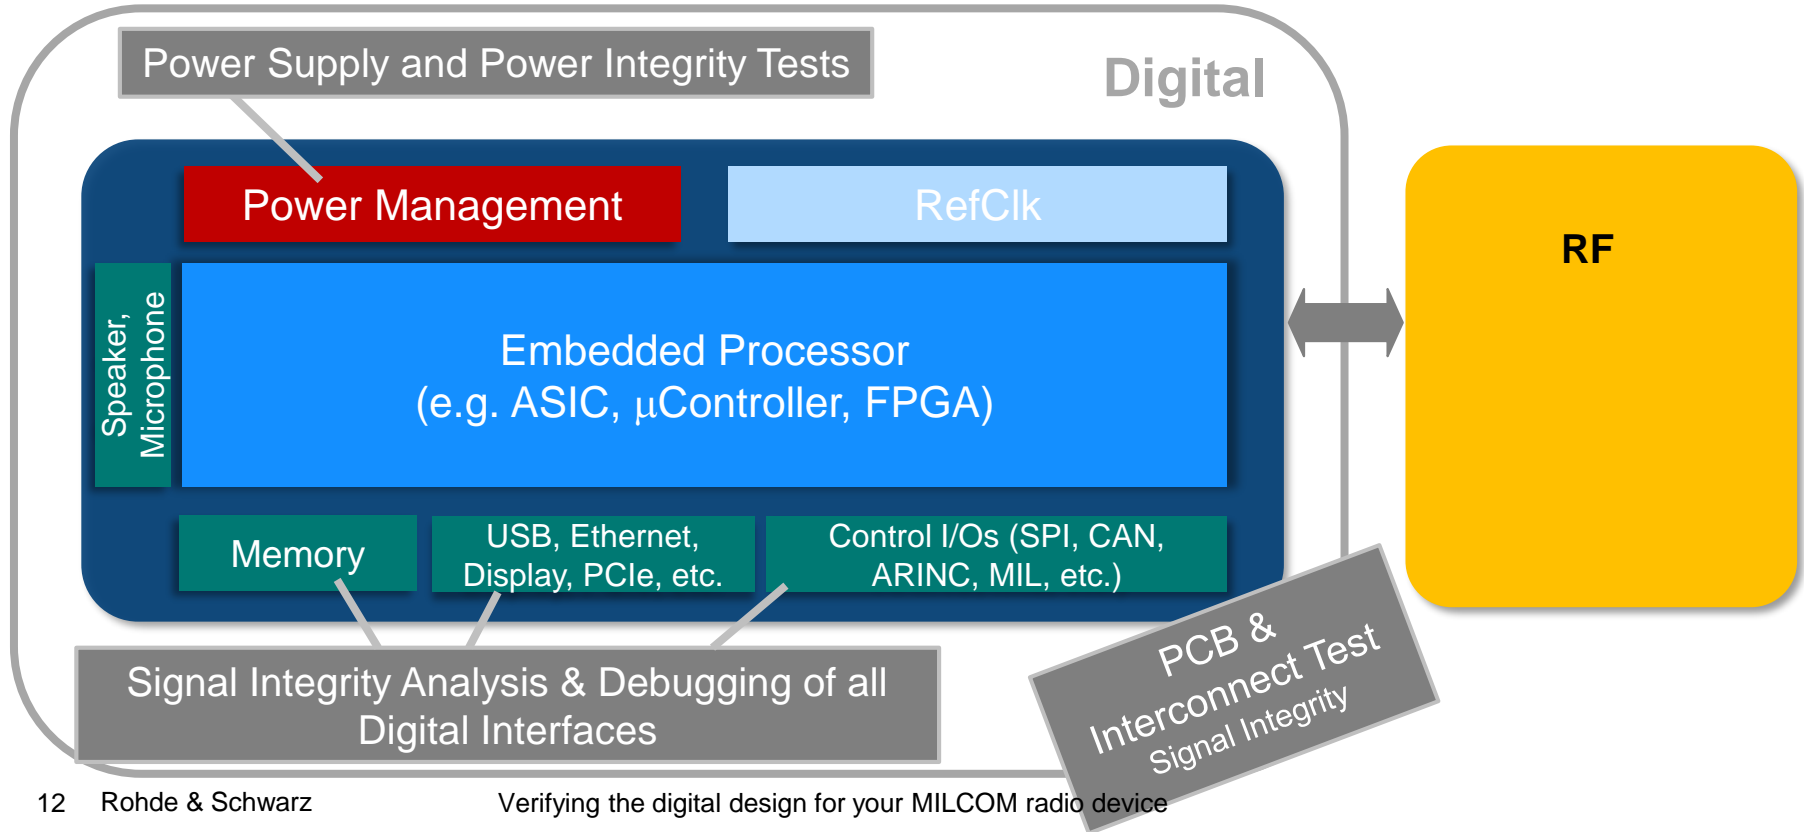 Power Supply and Power Integrity Tests
Digital
Power Management
RefClk
RF
Speaker,
Microphone
Embedded Processor
(e.g. ASIC, μController, FPGA)
Memory
USB, Ethernet,
Display, PCIe, etc.
Control I/Os (SPI, CAN,
ARINC, MIL, etc.)
PCB &
Interconnect Test
Signal Integrity
Signal Integrity Analysis & Debugging of all
Digital Interfaces
12 Rohde & Schwarz Verifying the digital design for your MILCOM radio device